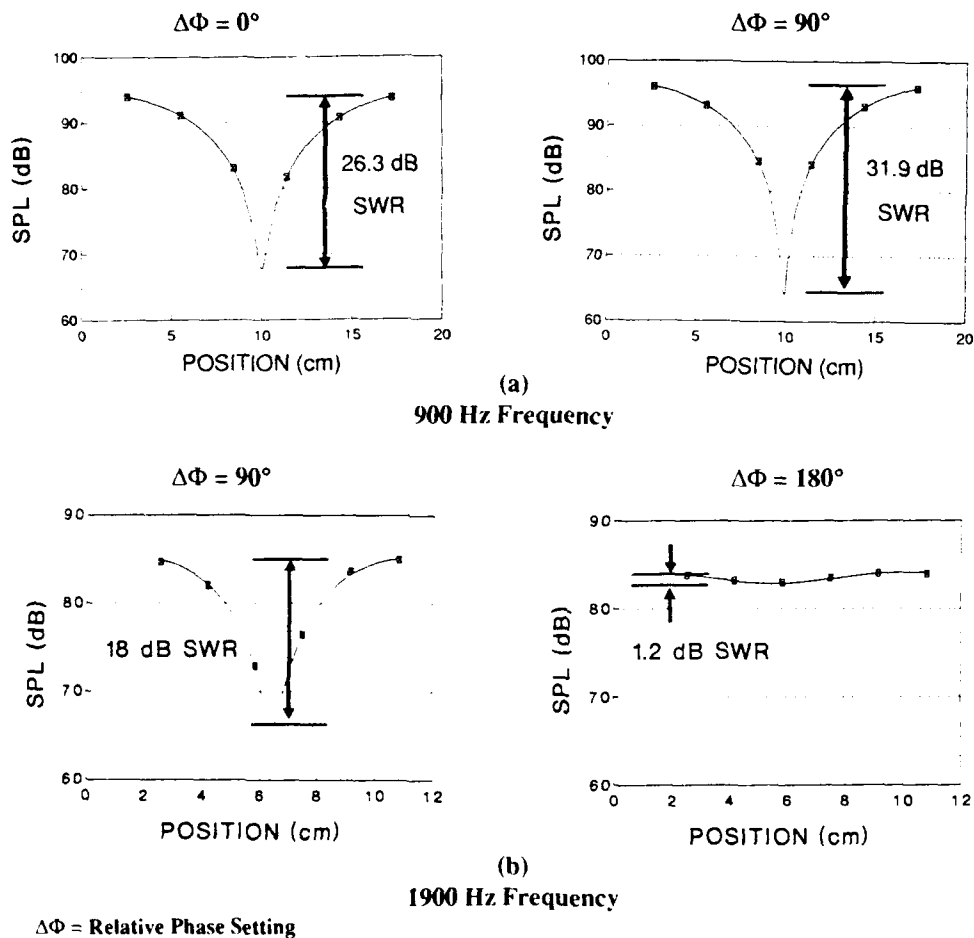 ΔΦ = 0°
ΔΦ = 90°
100
90
80
70
60
SPL (dB)
26.3 dB
SWR
0
5
10
15
20
POSITION (cm)
100
90
80
70
60
SPL (dB)
31.9 dB
SWR
0
5
10
15
20
POSITION (cm)
(a)
900 Hz Frequency
ΔΦ = 90°
ΔΦ = 180°
90
80
70
60
SPL (dB)
18 dB SWR
0
2
4
6
8
10
12
POSITION (cm)
90
80
70
60
SPL (dB)
1.2 dB SWR
0
2
4
6
8
10
12
POSITION (cm)
(b)
1900 Hz Frequency
ΔΦ = Relative Phase Setting